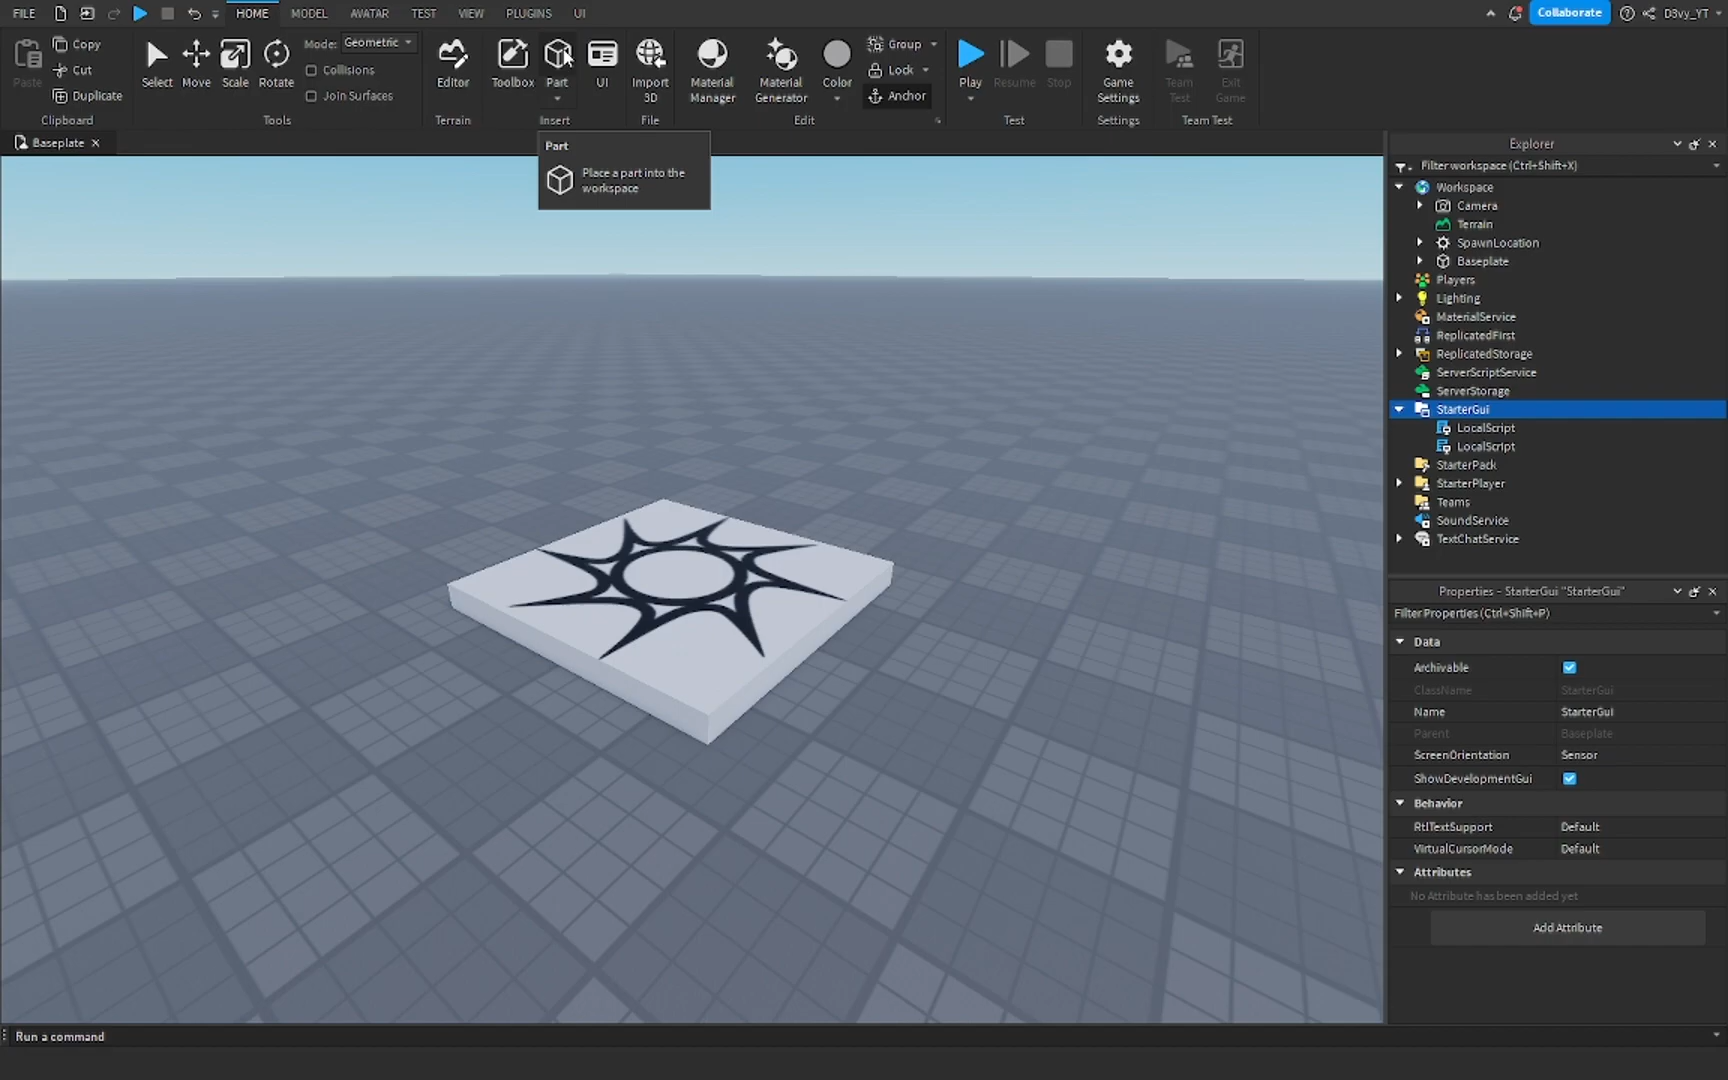 FILE HOME MODEL AVATAR TEST VIEW PLUGINS UI Collaborate D3vy_YT
Paste Copy Cut Duplicate
Clipboard
Select Move Scale Rotate
Mode: Geometric
Collisions
Join Surfaces
Tools
Editor
Terrain
Toolbox Part UI
Insert
Import 3D
File
Material Manager
Material Generator
Color
Group
Lock
Anchor
Edit
Play Resume Stop
Test
Game Settings
Settings
Team Test
Exit Game
Team Test
Baseplate
Part
Place a part into the
workspace
Explorer
Filter workspace (Ctrl+Shift+X)
Workspace
Camera
Terrain
SpawnLocation
Baseplate
Players
Lighting
MaterialService
ReplicatedFirst
ReplicatedStorage
ServerScriptService
ServerStorage
StarterGui
LocalScript
LocalScript
StarterPack
StarterPlayer
Teams
SoundService
TextChatService
Properties - StarterGui "StarterGui"
Filter Properties (Ctrl+Shift+P)
Data
Archivable
ClassName StarterGui
Name StarterGui
Parent Baseplate
ScreenOrientation Sensor
ShowDevelopmentGui
Behavior
RtlTextSupport Default
VirtualCursorMode Default
Attributes
No Attribute has been added yet
Add Attribute
Run a command